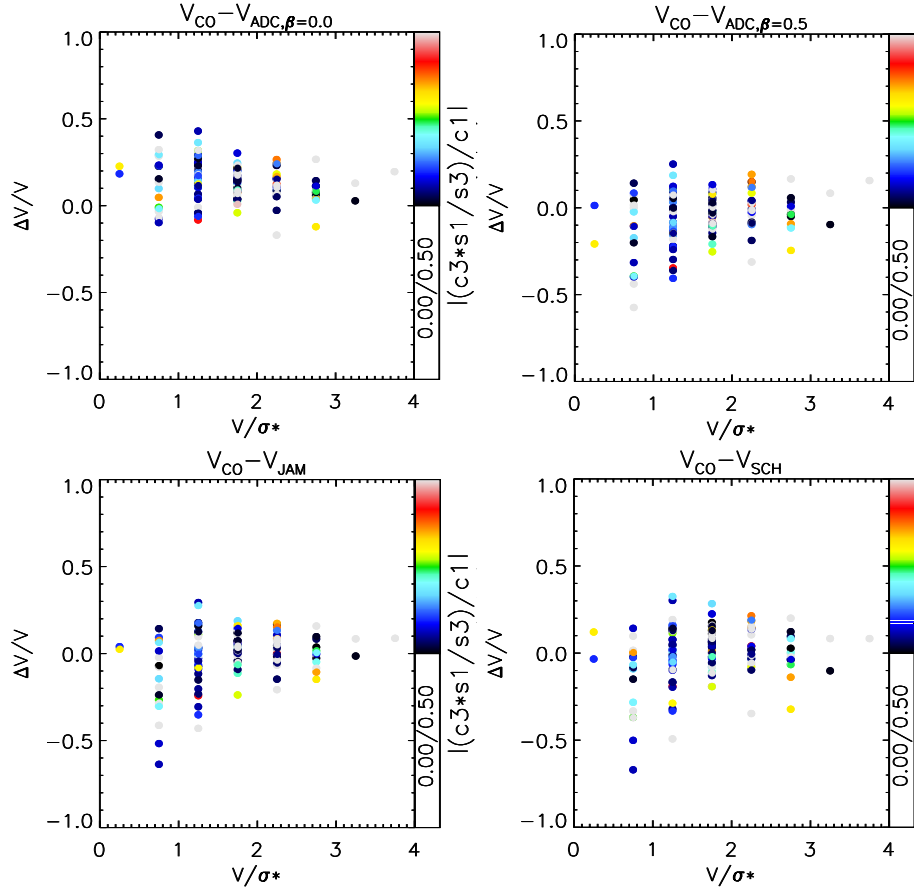 V_CO−V_ADC,β=0.0
V_CO−V_ADC,β=0.5
1.0
0.5
0.0
−0.5
−1.0
ΔV/V
0 1 2 3 4
V/σ*
0.00/0.50
|(c3*s1/s3)/c1|
1.0
0.5
0.0
−0.5
−1.0
ΔV/V
0 1 2 3 4
V/σ*
0.00/0.50
V_CO−V_JAM
V_CO−V_SCH
1.0
0.5
0.0
−0.5
−1.0
ΔV/V
0 1 2 3 4
V/σ*
0.00/0.50
|(c3*s1/s3)/c1|
1.0
0.5
0.0
−0.5
−1.0
ΔV/V
0 1 2 3 4
V/σ*
0.00/0.50